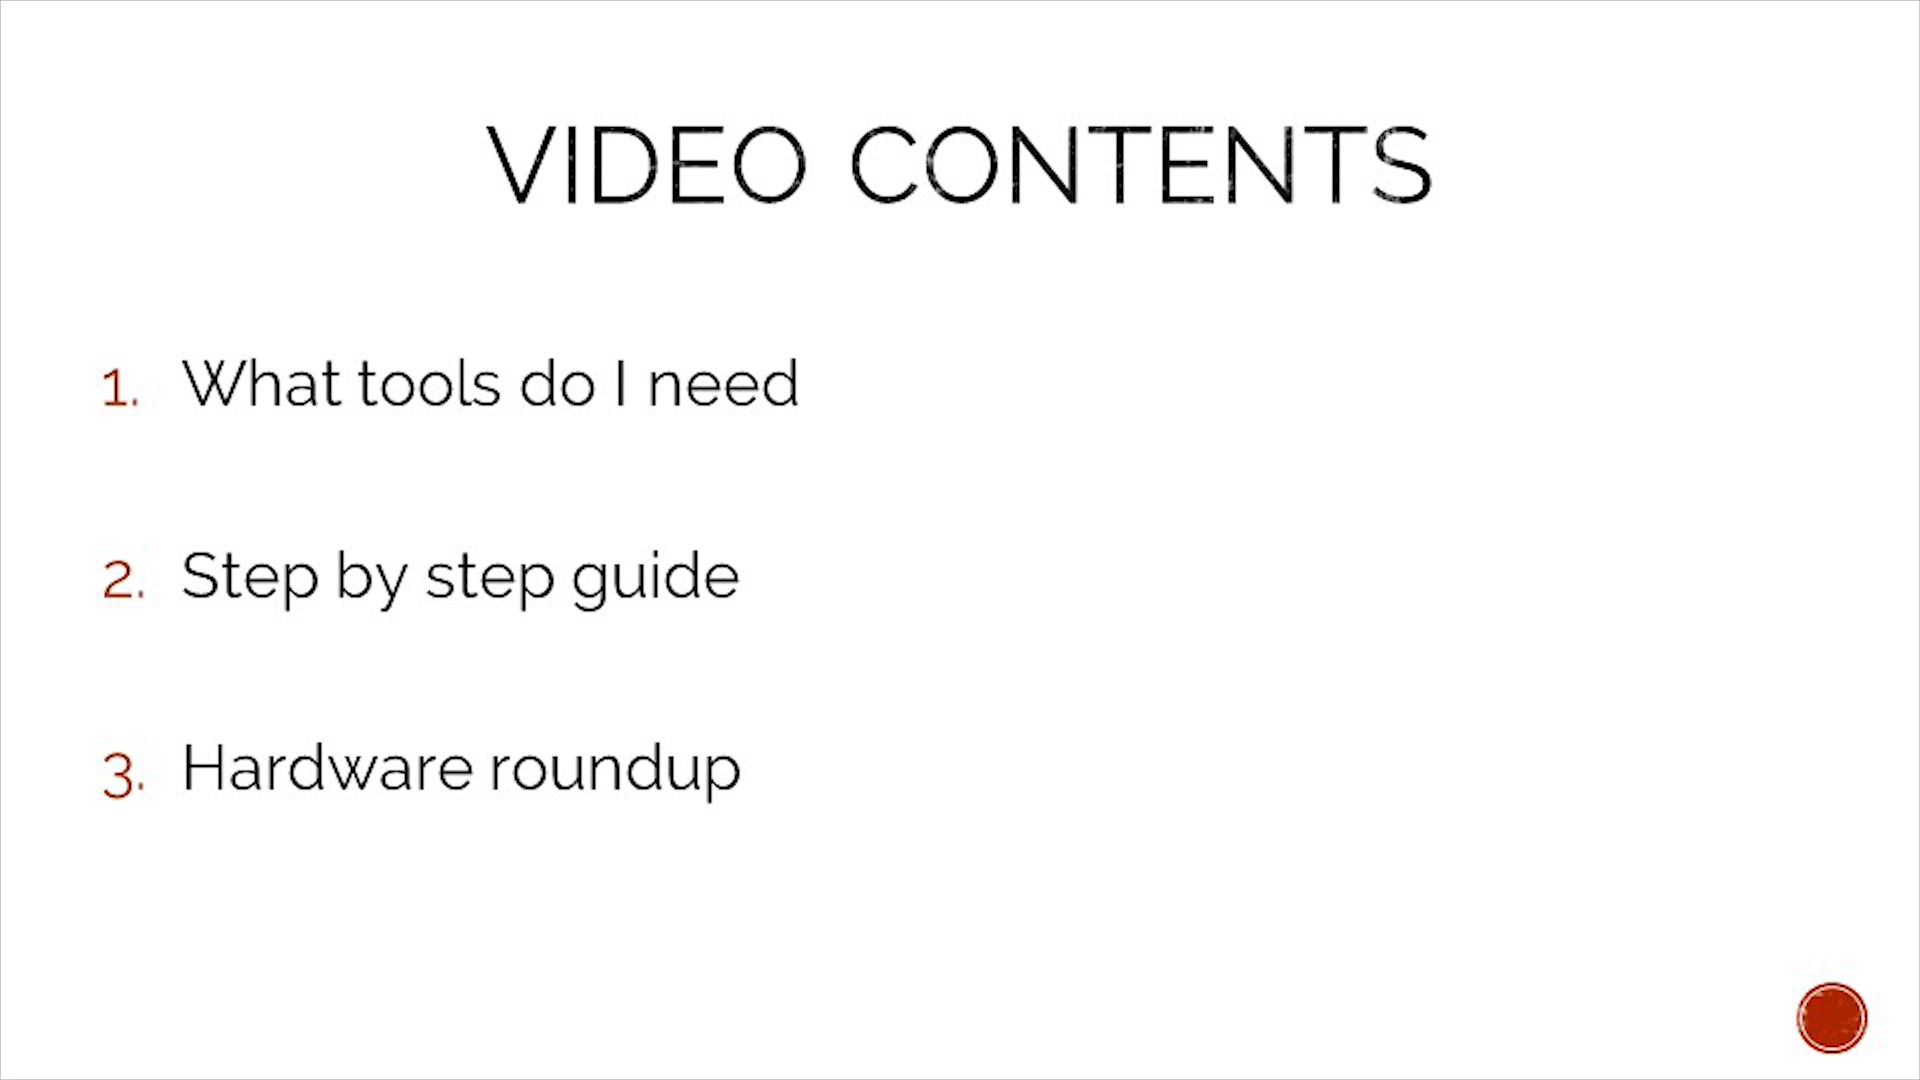 VIDEO CONTENTS
1. What tools do I need
2. Step by step guide
3. Hardware roundup